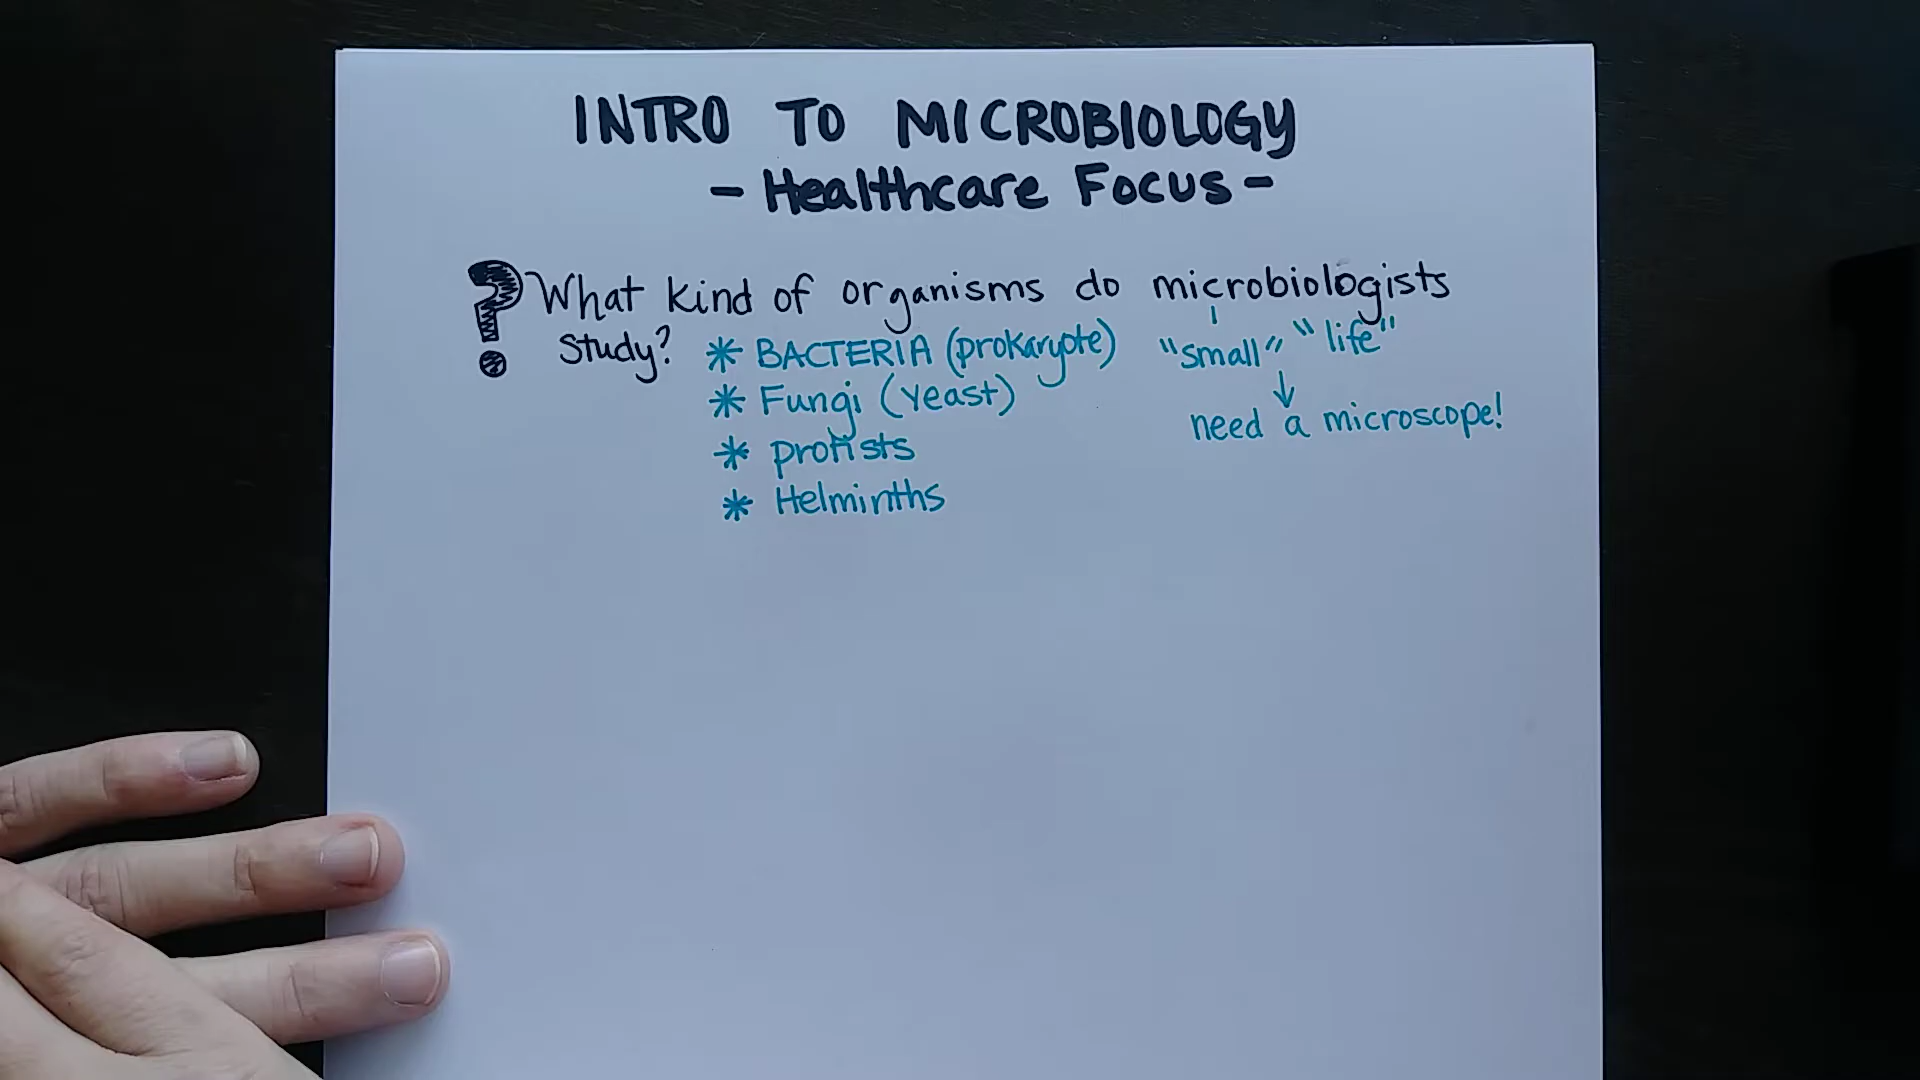 INTRO TO MICROBIOLOGY
- Healthcare Focus -
? What kind of organisms do microbiologists
study? * BACTERIA (prokaryote) "small" "life"
* Fungi (yeast)
need a microscope!
* protists
* Helminths